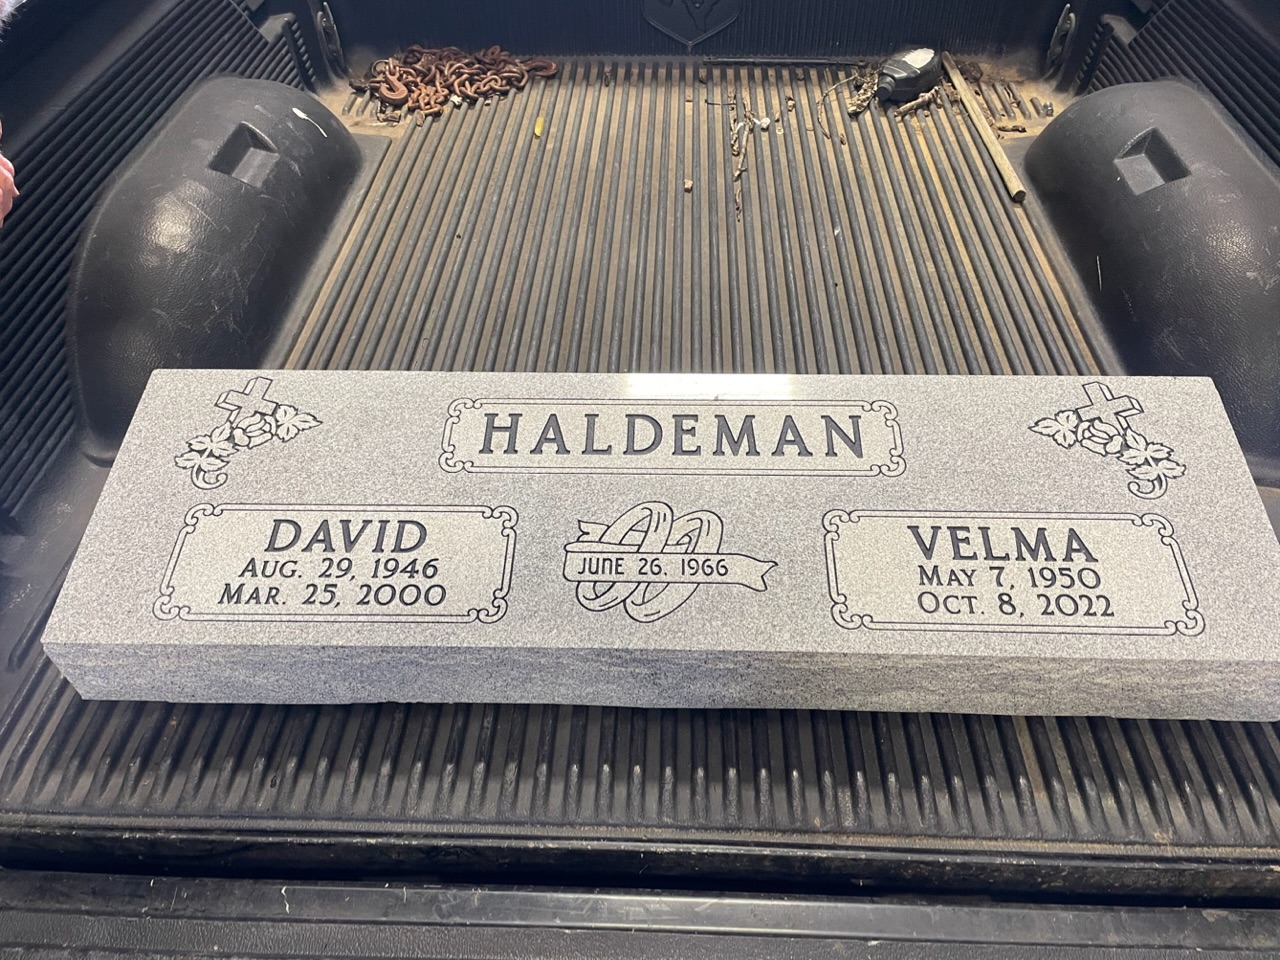 HALDEMAN
DAVID
AUG. 29, 1946
MAR. 25, 2000
JUNE 26, 1966
VELMA
MAY 7, 1950
OCT. 8, 2022